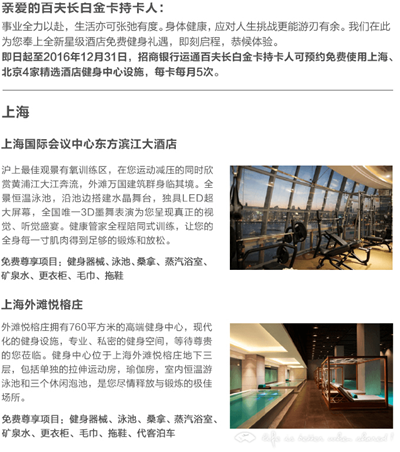 亲爱的百夫长白金卡持卡人：
事业全力以赴，生活亦可张弛有度。身体健康，应对人生挑战更能游刃有余。我们在此
为您奉上全新星级酒店免费健身礼遇，即刻启程，恭候体验。
即日起至2016年12月31日，招商银行运通百夫长白金卡持卡人可预约免费使用上海、
北京4家精选酒店健身中心设施，每卡每月5次。
上海
上海国际会议中心东方滨江大酒店
沪上最佳观景有氧训练区，在您运动减压的同时欣
赏黄浦江大江奔流，外滩万国建筑群身临其境。全
景恒温泳池，沿池边搭建水晶舞台，独具LED超
大屏幕，全国唯一3D墨舞表演为您呈现真正的视
觉、听觉盛宴。健康管家全程陪同式训练，让您的
全身每一寸肌肉得到足够的锻炼和放松。
免费尊享项目：健身器械、泳池、桑拿、蒸汽浴室、
矿泉水、更衣柜、毛巾、拖鞋
上海外滩悦榕庄
外滩悦榕庄拥有760平方米的高端健身中心，现代
化的健身设施，专业、私密的健身空间，等待尊贵
的您莅临。健身中心位于上海外滩悦榕庄地下三
层，包括单独的拉伸运动房，瑜伽房，室内恒温游
泳池和三个休闲泡池，是您尽情释放与锻炼的极佳
场所。
免费尊享项目：健身器械、泳池、桑拿、蒸汽浴室、
矿泉水、更衣柜、毛巾、拖鞋、代客泊车